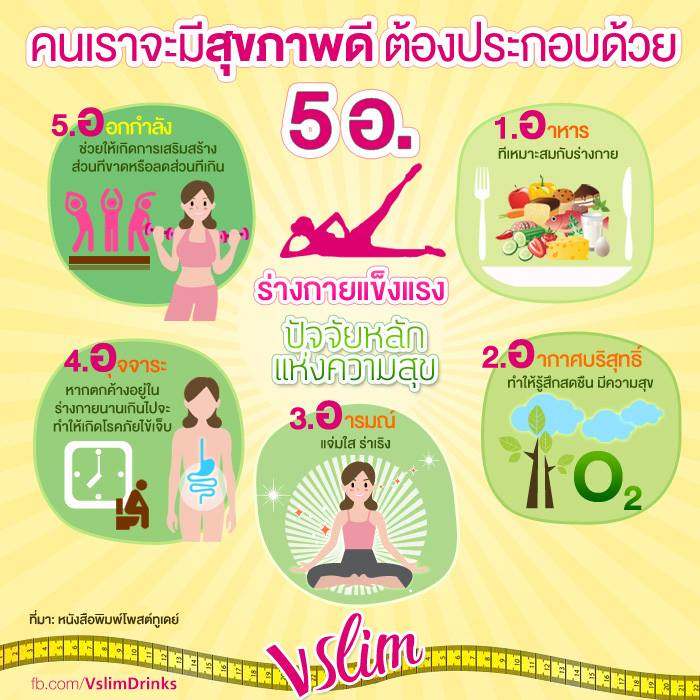 คนเราจะมีสุขภาพดี ต้องประกอบด้วย
5 อ.
1.อาหาร
ที่เหมาะสมกับร่างกาย
2.อากาศบริสุทธิ์
ทำให้รู้สึกสดชื่น มีความสุข
O2
3.อารมณ์
แจ่มใส ร่าเริง
4.อุจจาระ
หากตกค้างอยู่ใน
ร่างกายนานเกินไปจะ
ทำให้เกิดโรคภัยไข้เจ็บ
5.ออกกำลัง
ช่วยให้เกิดการเสริมสร้าง
ส่วนที่ขาดหรือลดส่วนที่เกิน
ร่างกายแข็งแรง
ปัจจัยหลัก
แห่งความสุข
ที่มา: หนังสือพิมพ์โพสต์ทูเดย์
Vslim
fb.com/VslimDrinks